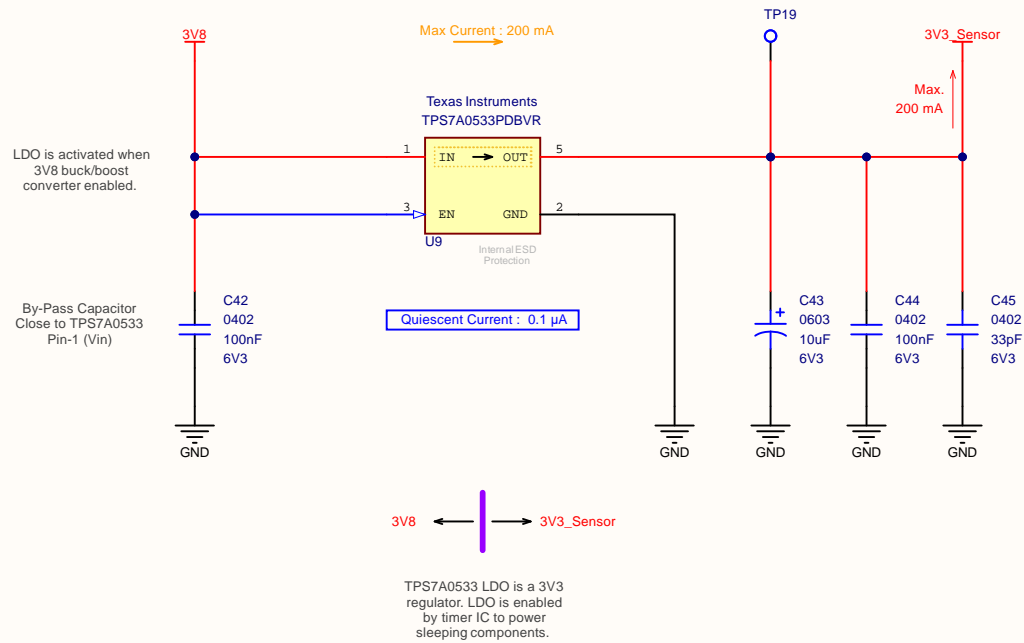 TP19
3V8
Max Current : 200 mA
3V3_Sensor
Max.
200 mA
Texas Instruments
TPS7A0533PDBVR
LDO is activated when
3V8 buck/boost
converter enabled.
1
IN
OUT
5
3
EN
GND
2
U9
Internal ESD
Protection
By-Pass Capacitor
Close to TPS7A0533
Pin-1 (Vin)
C42
0402
100nF
6V3
Quiescent Current : 0.1 µA
C43
0603
10uF
6V3
C44
0402
100nF
6V3
C45
0402
33pF
6V3
+
GND
GND
GND
GND
GND
3V8
3V3_Sensor
TPS7A0533 LDO is a 3V3
regulator. LDO is enabled
by timer IC to power
sleeping components.